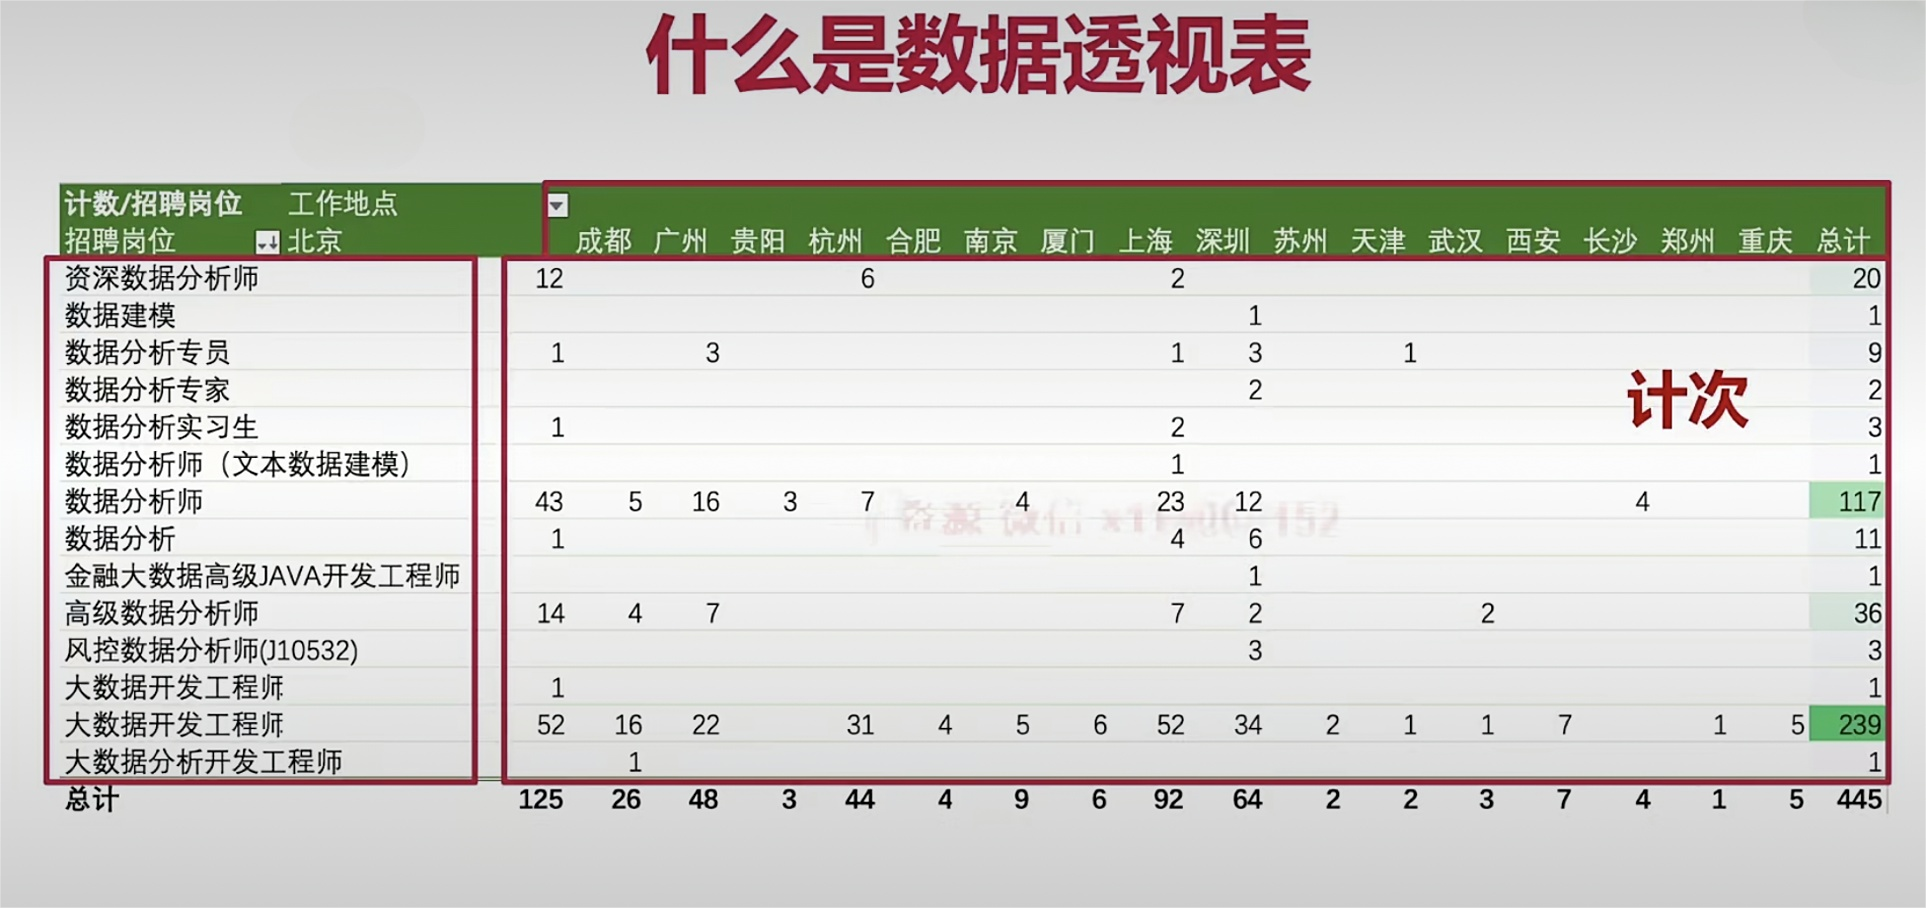 什么是数据透视表
计数/招聘岗位 工作地点
招聘岗位 北京 成都 广州 贵阳 杭州 合肥 南京 厦门 上海 深圳 苏州 天津 武汉 西安 长沙 郑州 重庆 总计
资深数据分析师 12 6 2 20
数据建模 1 1
数据分析专员 1 3 1 3 1 9
数据分析专家 2 2
计次
数据分析实习生 1 2 3
数据分析师（文本数据建模） 1 1
数据分析师 43 5 16 3 7 4 23 12 4 117
数据分析 1 4 6 11
金融大数据高级JAVA开发工程师 1 1
高级数据分析师 14 4 7 7 2 2 36
风控数据分析师(J10532) 3 3
大数据开发工程师 1 1
大数据开发工程师 52 16 22 31 4 5 6 52 34 2 1 1 7 1 5 239
大数据分析开发工程师 1 1
总计 125 26 48 3 44 4 9 6 92 64 2 2 3 7 4 1 5 445